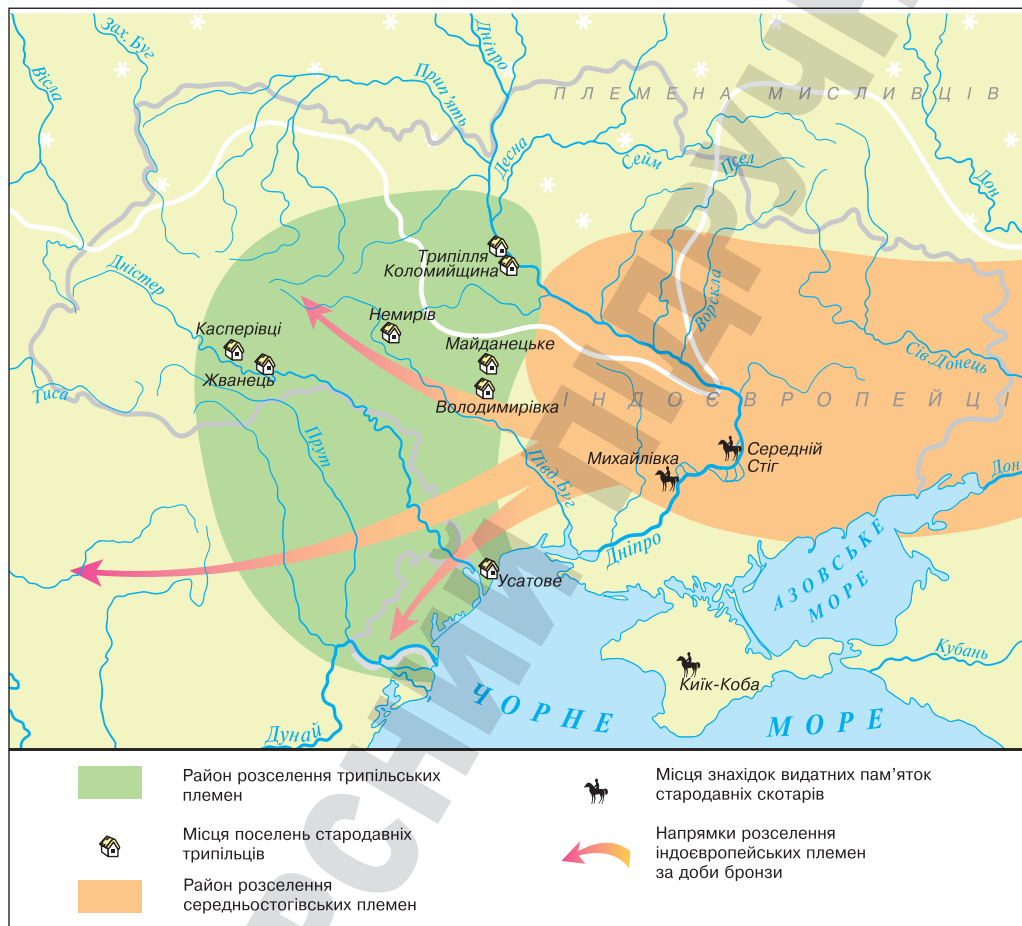 Зах. Буг
Вісла
Дніпро
Прип'ять
ПЛЕМЕНА МИСЛИВЦІВ
Десна
Сейм
Псел
Дон
Трипілля
Коломийщина
Дністер
Ворскла
Немирів
Касперівці
Майданецьке
Сів. Донець
Жванець
Тиса
Володимирівка
ІНДОЄВРОПЕЙЦІ
Прут
Півд. Буг
Михайлівка
Середній
Стіг
Дон
Дніпро
Усатове
АЗОВСЬКЕ
МОРЕ
Кубань
Киїк-Коба
ЧОРНЕ
МОРЕ
Дунай
Район розселення трипільських
племен
Місця поселень стародавніх
трипільців
Район розселення
середньостогівських племен
Місця знахідок видатних пам’яток
стародавніх скотарів
Напрямки розселення
індоєвропейських племен
за доби бронзи